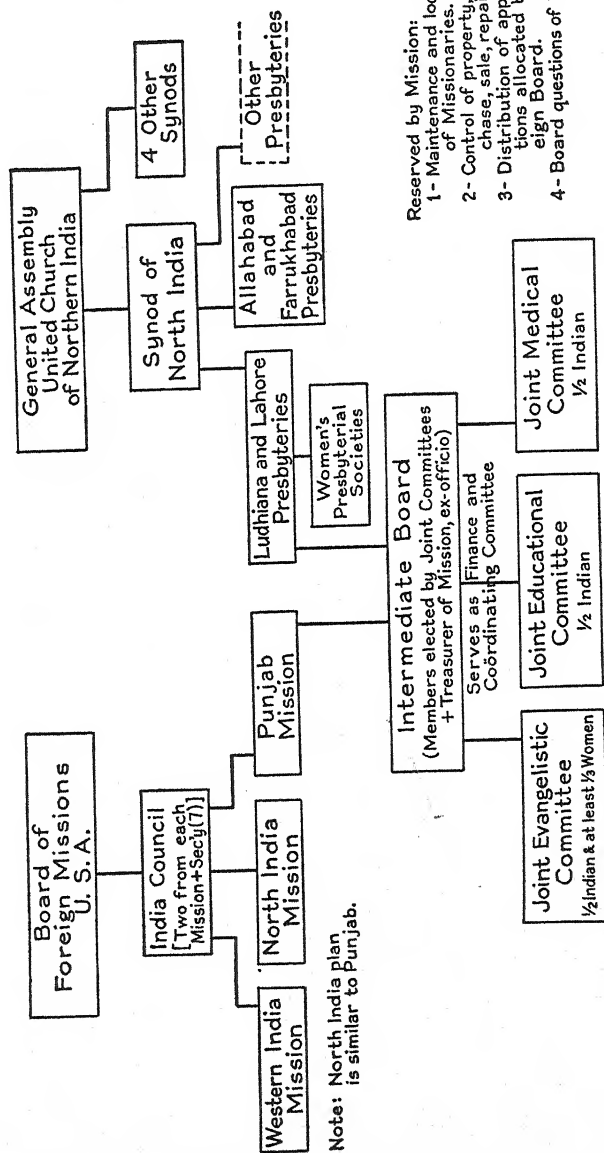 Board of
Foreign Missions
U. S. A.
India Council
[Two from each
Mission+Sec'y(7)]
Western India
Mission
North India
Mission
Punjab
Mission
Note: North India plan
is similar to Punjab.
General Assembly
United Church
of Northern India
Synod of
North India
4 Other
Synods
Ludhiana and Lahore
Presbyteries
Allahabad
and
Farrukhabad
Presbyteries
Other
Presbyteries
Women's
Presbyterial
Societies
Intermediate Board
(Members elected by Joint Committees
+ Treasurer of Mission, ex-officio)
Serves as Finance and
Coördinating Committee
Joint Evangelistic
Committee
½ Indian & at least ⅓ Women
Joint Educational
Committee
½ Indian
Joint Medical
Committee
½ Indian
Reserved by Mission:
1- Maintenance and loc
of Missionaries.
2- Control of property,
chase, sale, repai
3- Distribution of app
tions allocated b
eign Board.
4- Board questions of